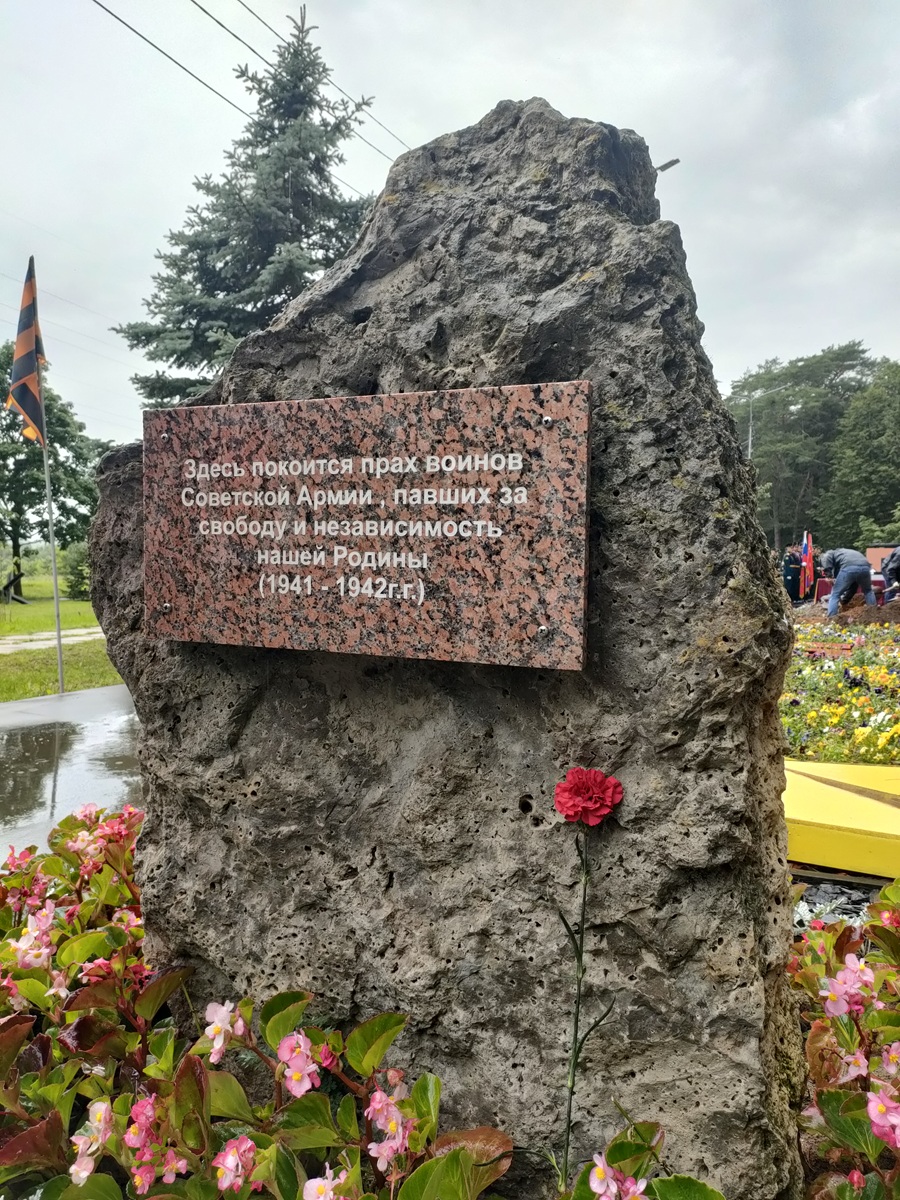 Здесь покоится прах воинов
Советской Армии , павших за
свободу и независимость
нашей Родины
(1941 - 1942г.г.)